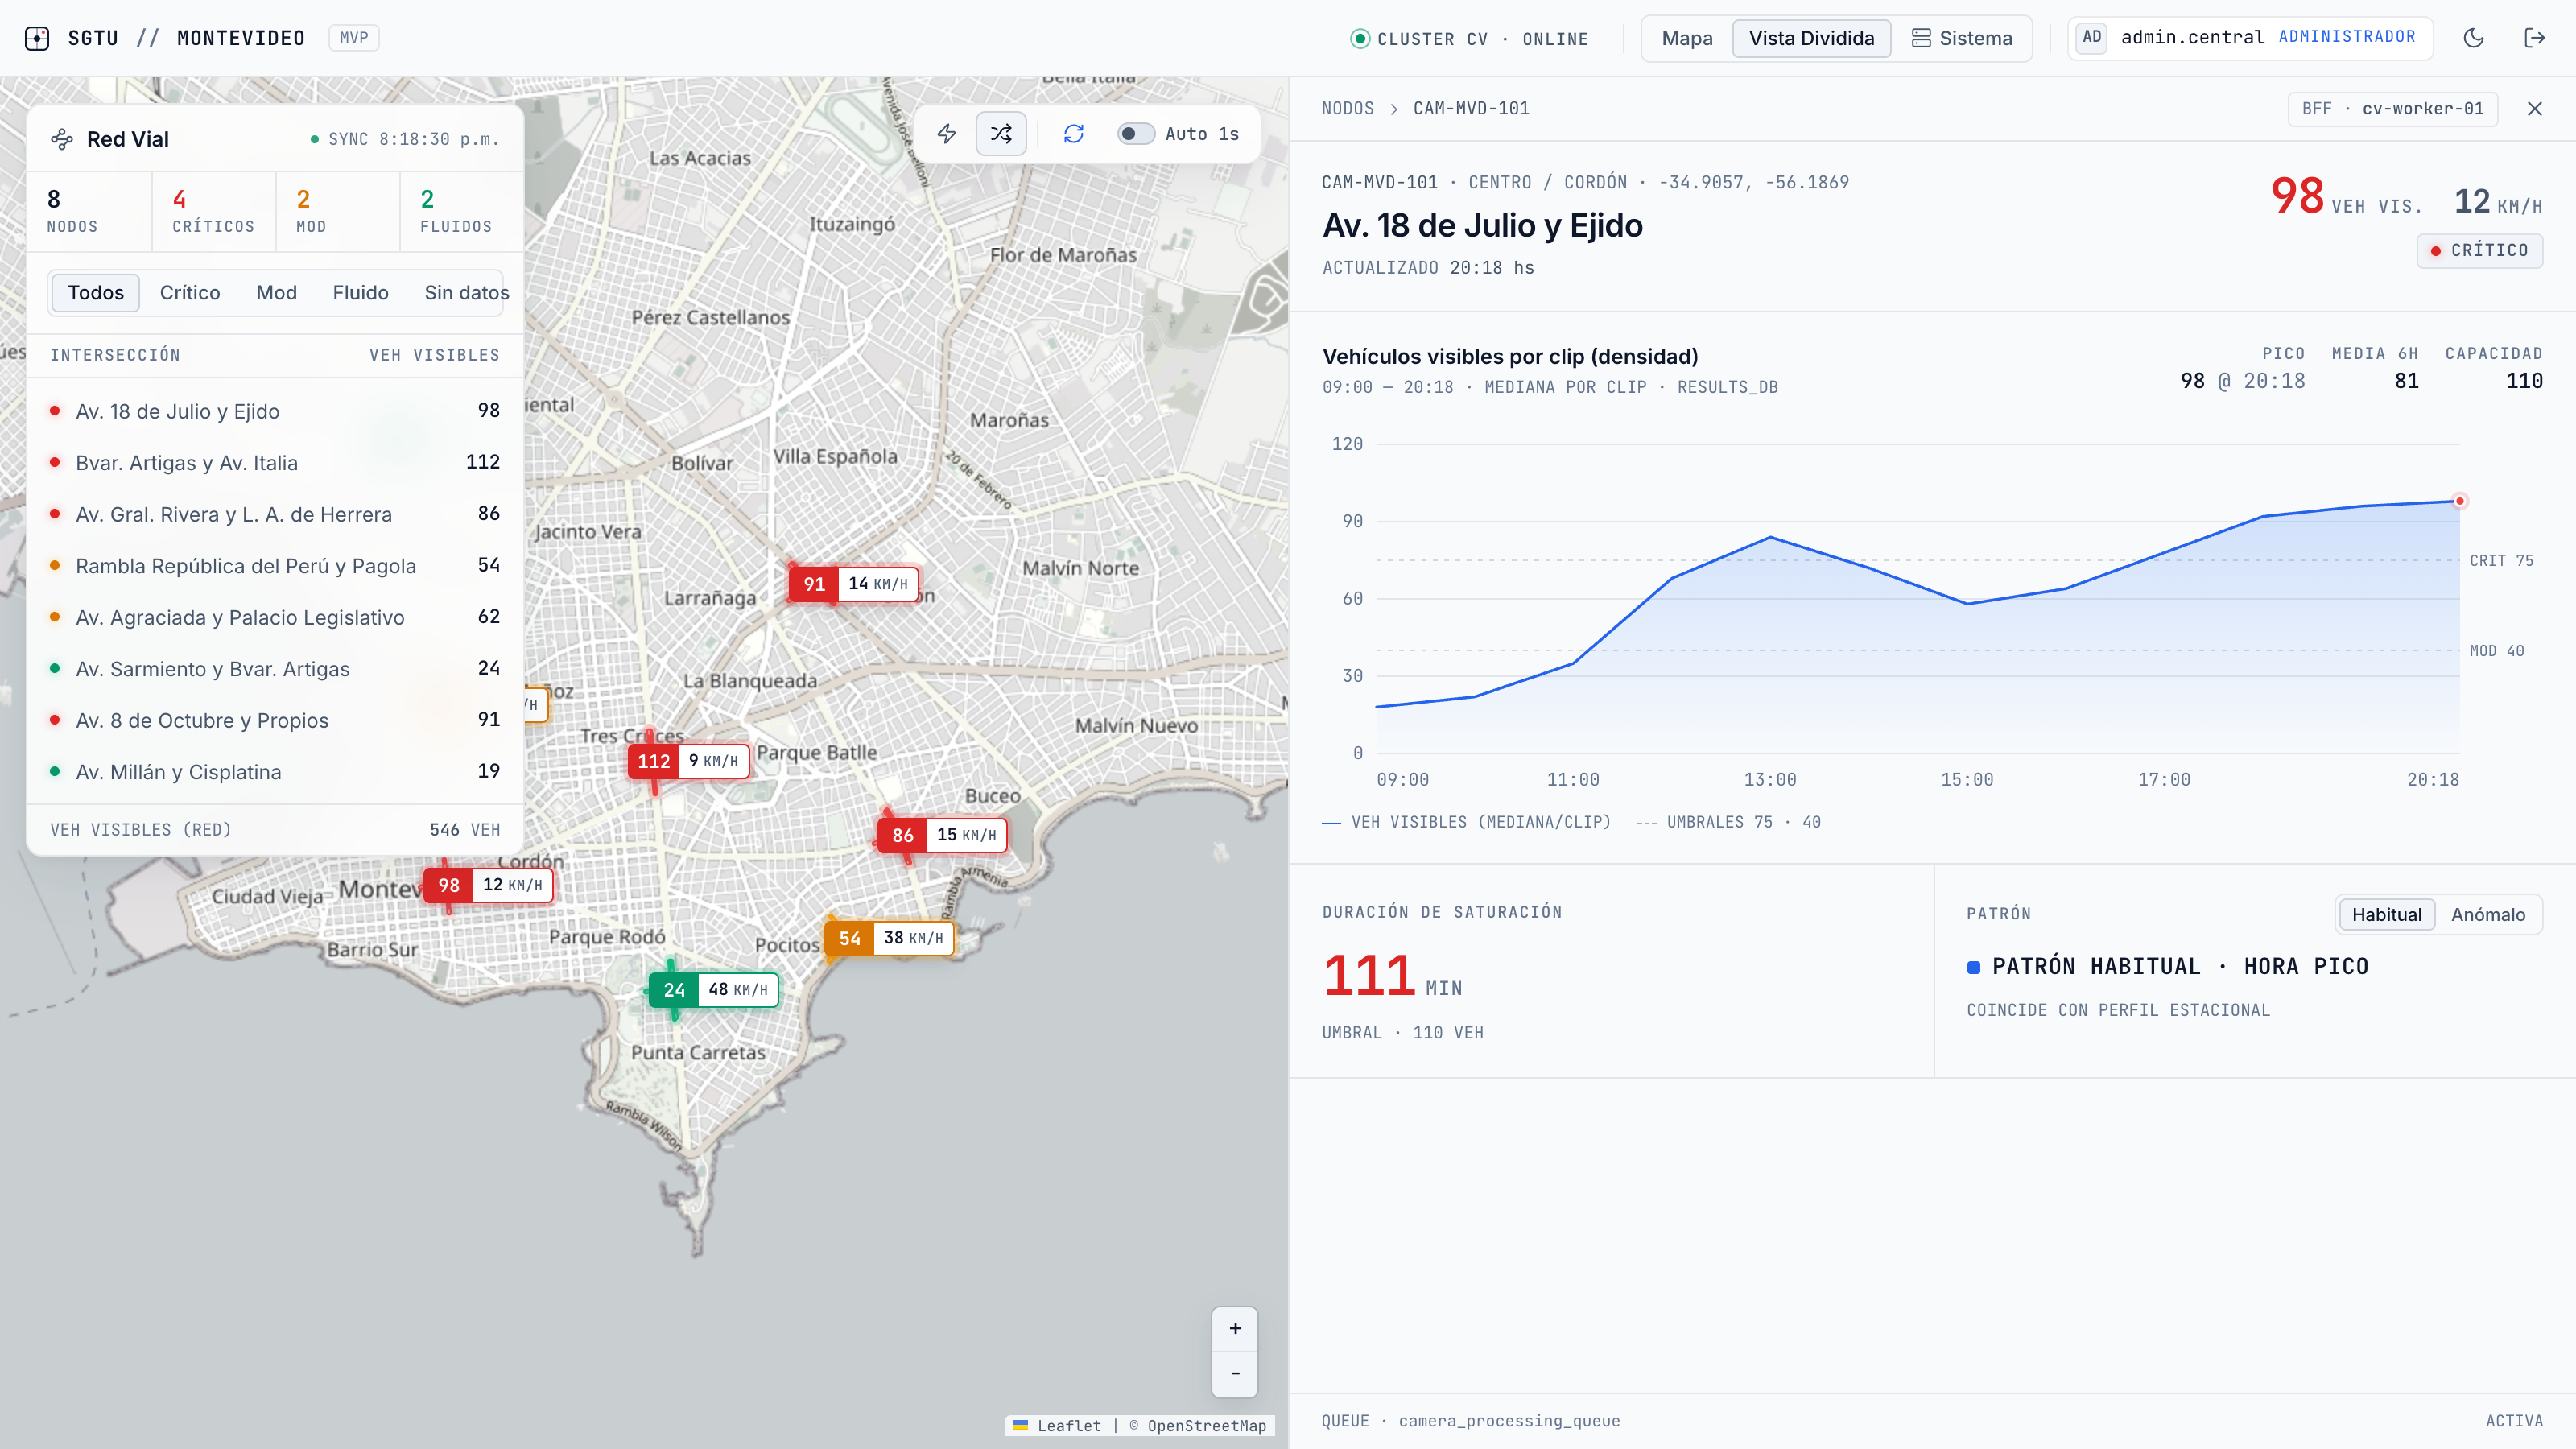 SGTU // MONTEVIDEO MVP
CLUSTER CV · ONLINE
Mapa Vista Dividida Sistema
AD admin.central ADMINISTRADOR
Red Vial
SYNC 8:18:30 p.m.
8 NODOS
4 CRÍTICOS
2 MOD
2 FLUIDOS
Todos Crítico Mod Fluido Sin datos
INTERSECCIÓN VEH VISIBLES
Av. 18 de Julio y Ejido 98
Bvar. Artigas y Av. Italia 112
Av. Gral. Rivera y L. A. de Herrera 86
Rambla República del Perú y Pagola 54
Av. Agraciada y Palacio Legislativo 62
Av. Sarmiento y Bvar. Artigas 24
Av. 8 de Octubre y Propios 91
Av. Millán y Cisplatina 19
VEH VISIBLES (RED) 546 VEH
Auto 1s
Bella Italia
Las Acacias
Ituzaingó
Flor de Maroñas
Pérez Castellanos
Maroñas
Bolívar
Villa Española
20 de Febrero
Jacinto Vera
Malvín Norte
Larrañaga
91 14 KM/H
La Blanqueada
Malvín Nuevo
Tres Cruces
Parque Batlle
112 9 KM/H
Buceo
86 15 KM/H
Cordón
Ciudad Vieja
Montev
98 12 KM/H
Rambla Armenia
Barrio Sur
Parque Rodó
Pocitos
54 38 KM/H
24 48 KM/H
Punta Carretas
Rambla Wilson
+
-
Leaflet | © OpenStreetMap
NODOS > CAM-MVD-101
BFF · cv-worker-01
CAM-MVD-101 · CENTRO / CORDÓN · -34.9057, -56.1869
Av. 18 de Julio y Ejido
ACTUALIZADO 20:18 hs
98 VEH VIS. 12 KM/H
CRÍTICO
Vehículos visibles por clip (densidad)
09:00 — 20:18 · MEDIANA POR CLIP · RESULTS_DB
PICO MEDIA 6H CAPACIDAD
98 @ 20:18 81 110
120
90
CRIT 75
60
MOD 40
30
0
09:00 11:00 13:00 15:00 17:00 20:18
VEH VISIBLES (MEDIANA/CLIP) UMBRALES 75 · 40
DURACIÓN DE SATURACIÓN
111 MIN
UMBRAL · 110 VEH
PATRÓN
Habitual Anómalo
PATRÓN HABITUAL · HORA PICO
COINCIDE CON PERFIL ESTACIONAL
QUEUE · camera_processing_queue
ACTIVA